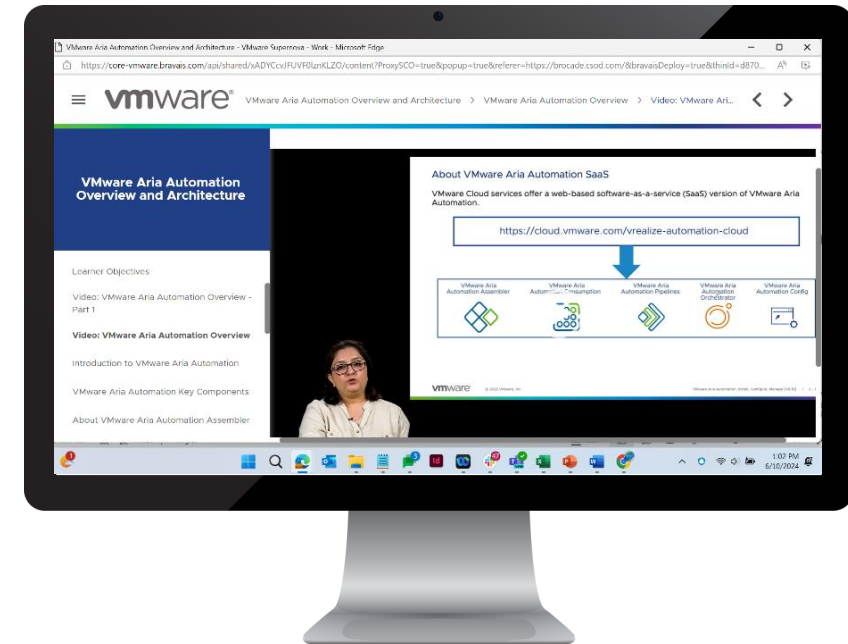 VMware Aria Automation Overview and Architecture - VMware Supernova - Work - Microsoft Edge
vmware®
VMware Aria Automation Overview and Architecture > VMware Aria Automation Overview > Video: VMware Ari...
VMware Aria Automation
Overview and Architecture
Learner Objectives
Video: VMware Aria Automation Overview -
Part 1
Video: VMware Aria Automation Overview
Introduction to VMware Aria Automation
VMware Aria Automation Key Components
About VMware Aria Automation Assembler
About VMware Aria Automation SaaS
VMware Cloud services offer a web-based software-as-a-service (SaaS) version of VMware Aria
Automation.
https://cloud.vmware.com/vrealize-automation-cloud
VMware Aria
Automation Assembler
VMware Aria
Consumption
VMware Aria
Automation Pipelines
VMware Aria
Automation
Orchestrator
VMware Aria
Automation Config
vmware
1:02 PM
6/10/2024